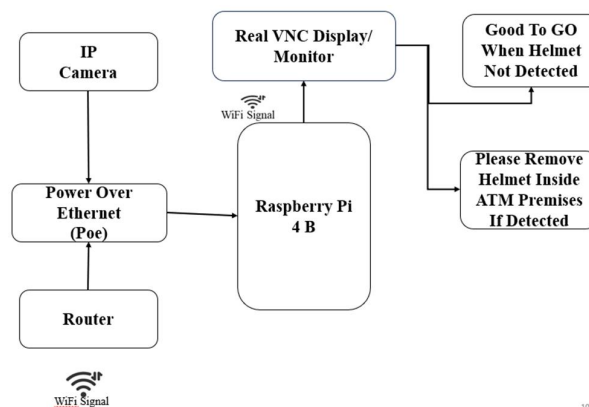 IP
Camera
Real VNC Display/
Monitor
Good To GO
When Helmet
Not Detected
WiFi Signal
Power Over
Ethernet
(Poe)
Raspberry Pi
4 B
Please Remove
Helmet Inside
ATM Premises
If Detected
Router
WiFi Signal